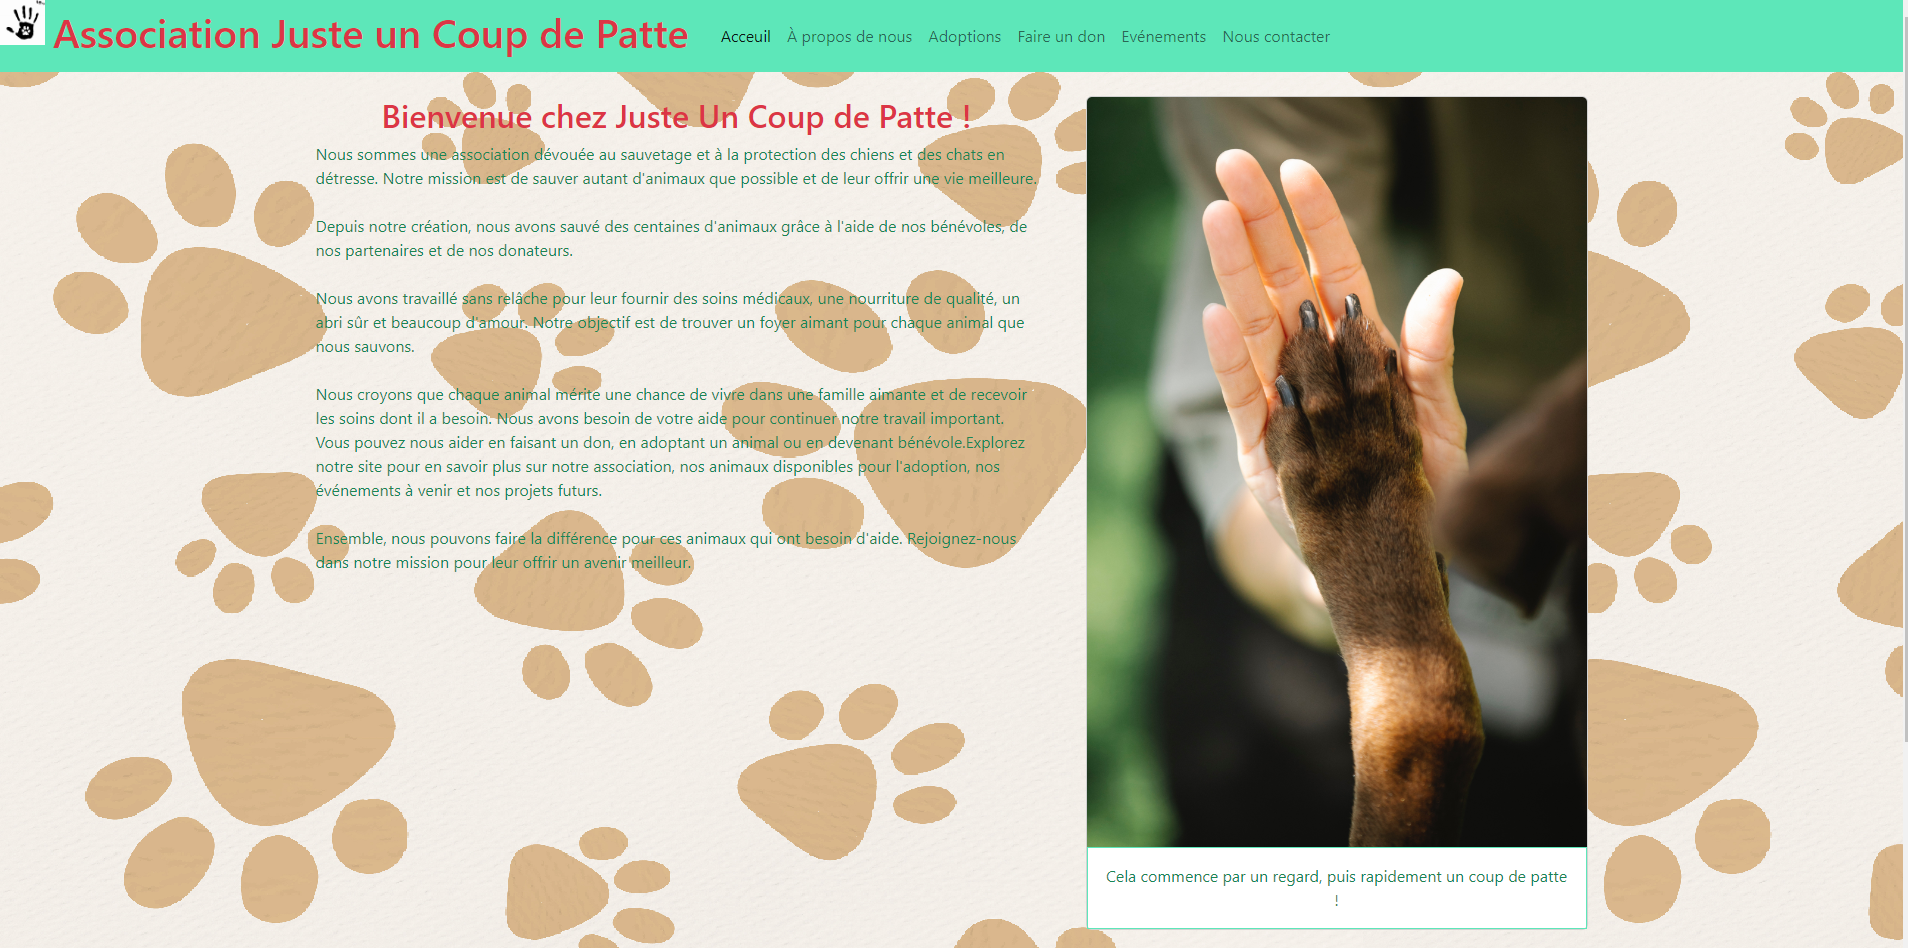 Association Juste un Coup de Patte
Acceuil À propos de nous Adoptions Faire un don Evénements Nous contacter
Bienvenue chez Juste Un Coup de Patte !
Nous sommes une association dévouée au sauvetage et à la protection des chiens et des chats en
détresse. Notre mission est de sauver autant d'animaux que possible et de leur offrir une vie meilleure.
Depuis notre création, nous avons sauvé des centaines d'animaux grâce à l'aide de nos bénévoles, de
nos partenaires et de nos donateurs.
Nous avons travaillé sans relâche pour leur fournir des soins médicaux, une nourriture de qualité, un
abri sûr et beaucoup d'amour. Notre objectif est de trouver un foyer aimant pour chaque animal que
nous sauvons.
Nous croyons que chaque animal mérite une chance de vivre dans une famille aimante et de recevoir
les soins dont il a besoin. Nous avons besoin de votre aide pour continuer notre travail important.
Vous pouvez nous aider en faisant un don, en adoptant un animal ou en devenant bénévole.Explorez
notre site pour en savoir plus sur notre association, nos animaux disponibles pour l'adoption, nos
événements à venir et nos projets futurs.
Ensemble, nous pouvons faire la différence pour ces animaux qui ont besoin d'aide. Rejoignez-nous
dans notre mission pour leur offrir un avenir meilleur.
Cela commence par un regard, puis rapidement un coup de patte
!